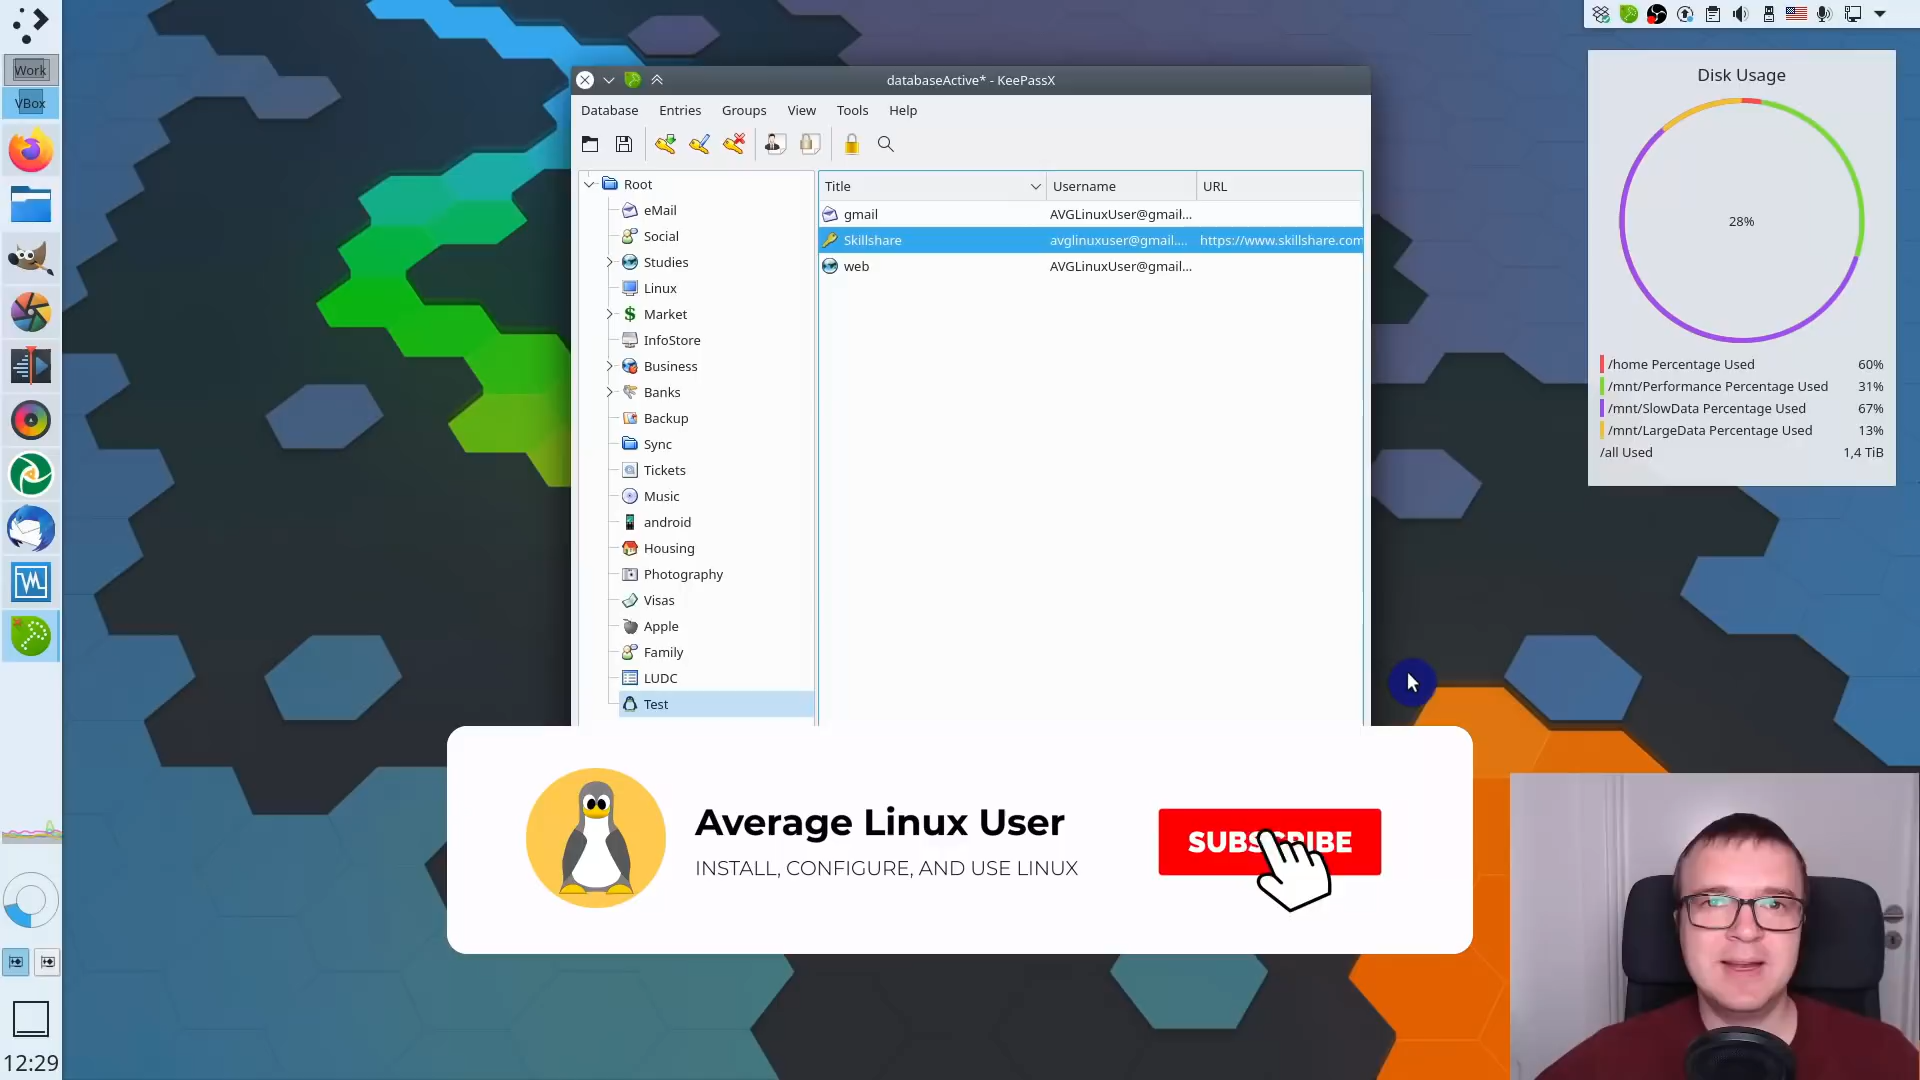 Work
VBox
12:29
databaseActive* - KeePassX
Database Entries Groups View Tools Help
Root
eMail
Social
Studies
Linux
Market
InfoStore
Business
Banks
Backup
Sync
Tickets
Music
android
Housing
Photography
Visas
Apple
Family
LUDC
Test
Title Username URL
gmail AVGLinuxUser@gmail...
Skillshare avglinuxuser@gmail.... https://www.skillshare.com
web AVGLinuxUser@gmail...
Disk Usage
28%
/home Percentage Used 60%
/mnt/Performance Percentage Used 31%
/mnt/SlowData Percentage Used 67%
/mnt/LargeData Percentage Used 13%
/all Used 1,4 TiB
Average Linux User
INSTALL, CONFIGURE, AND USE LINUX
SUBSCRIBE